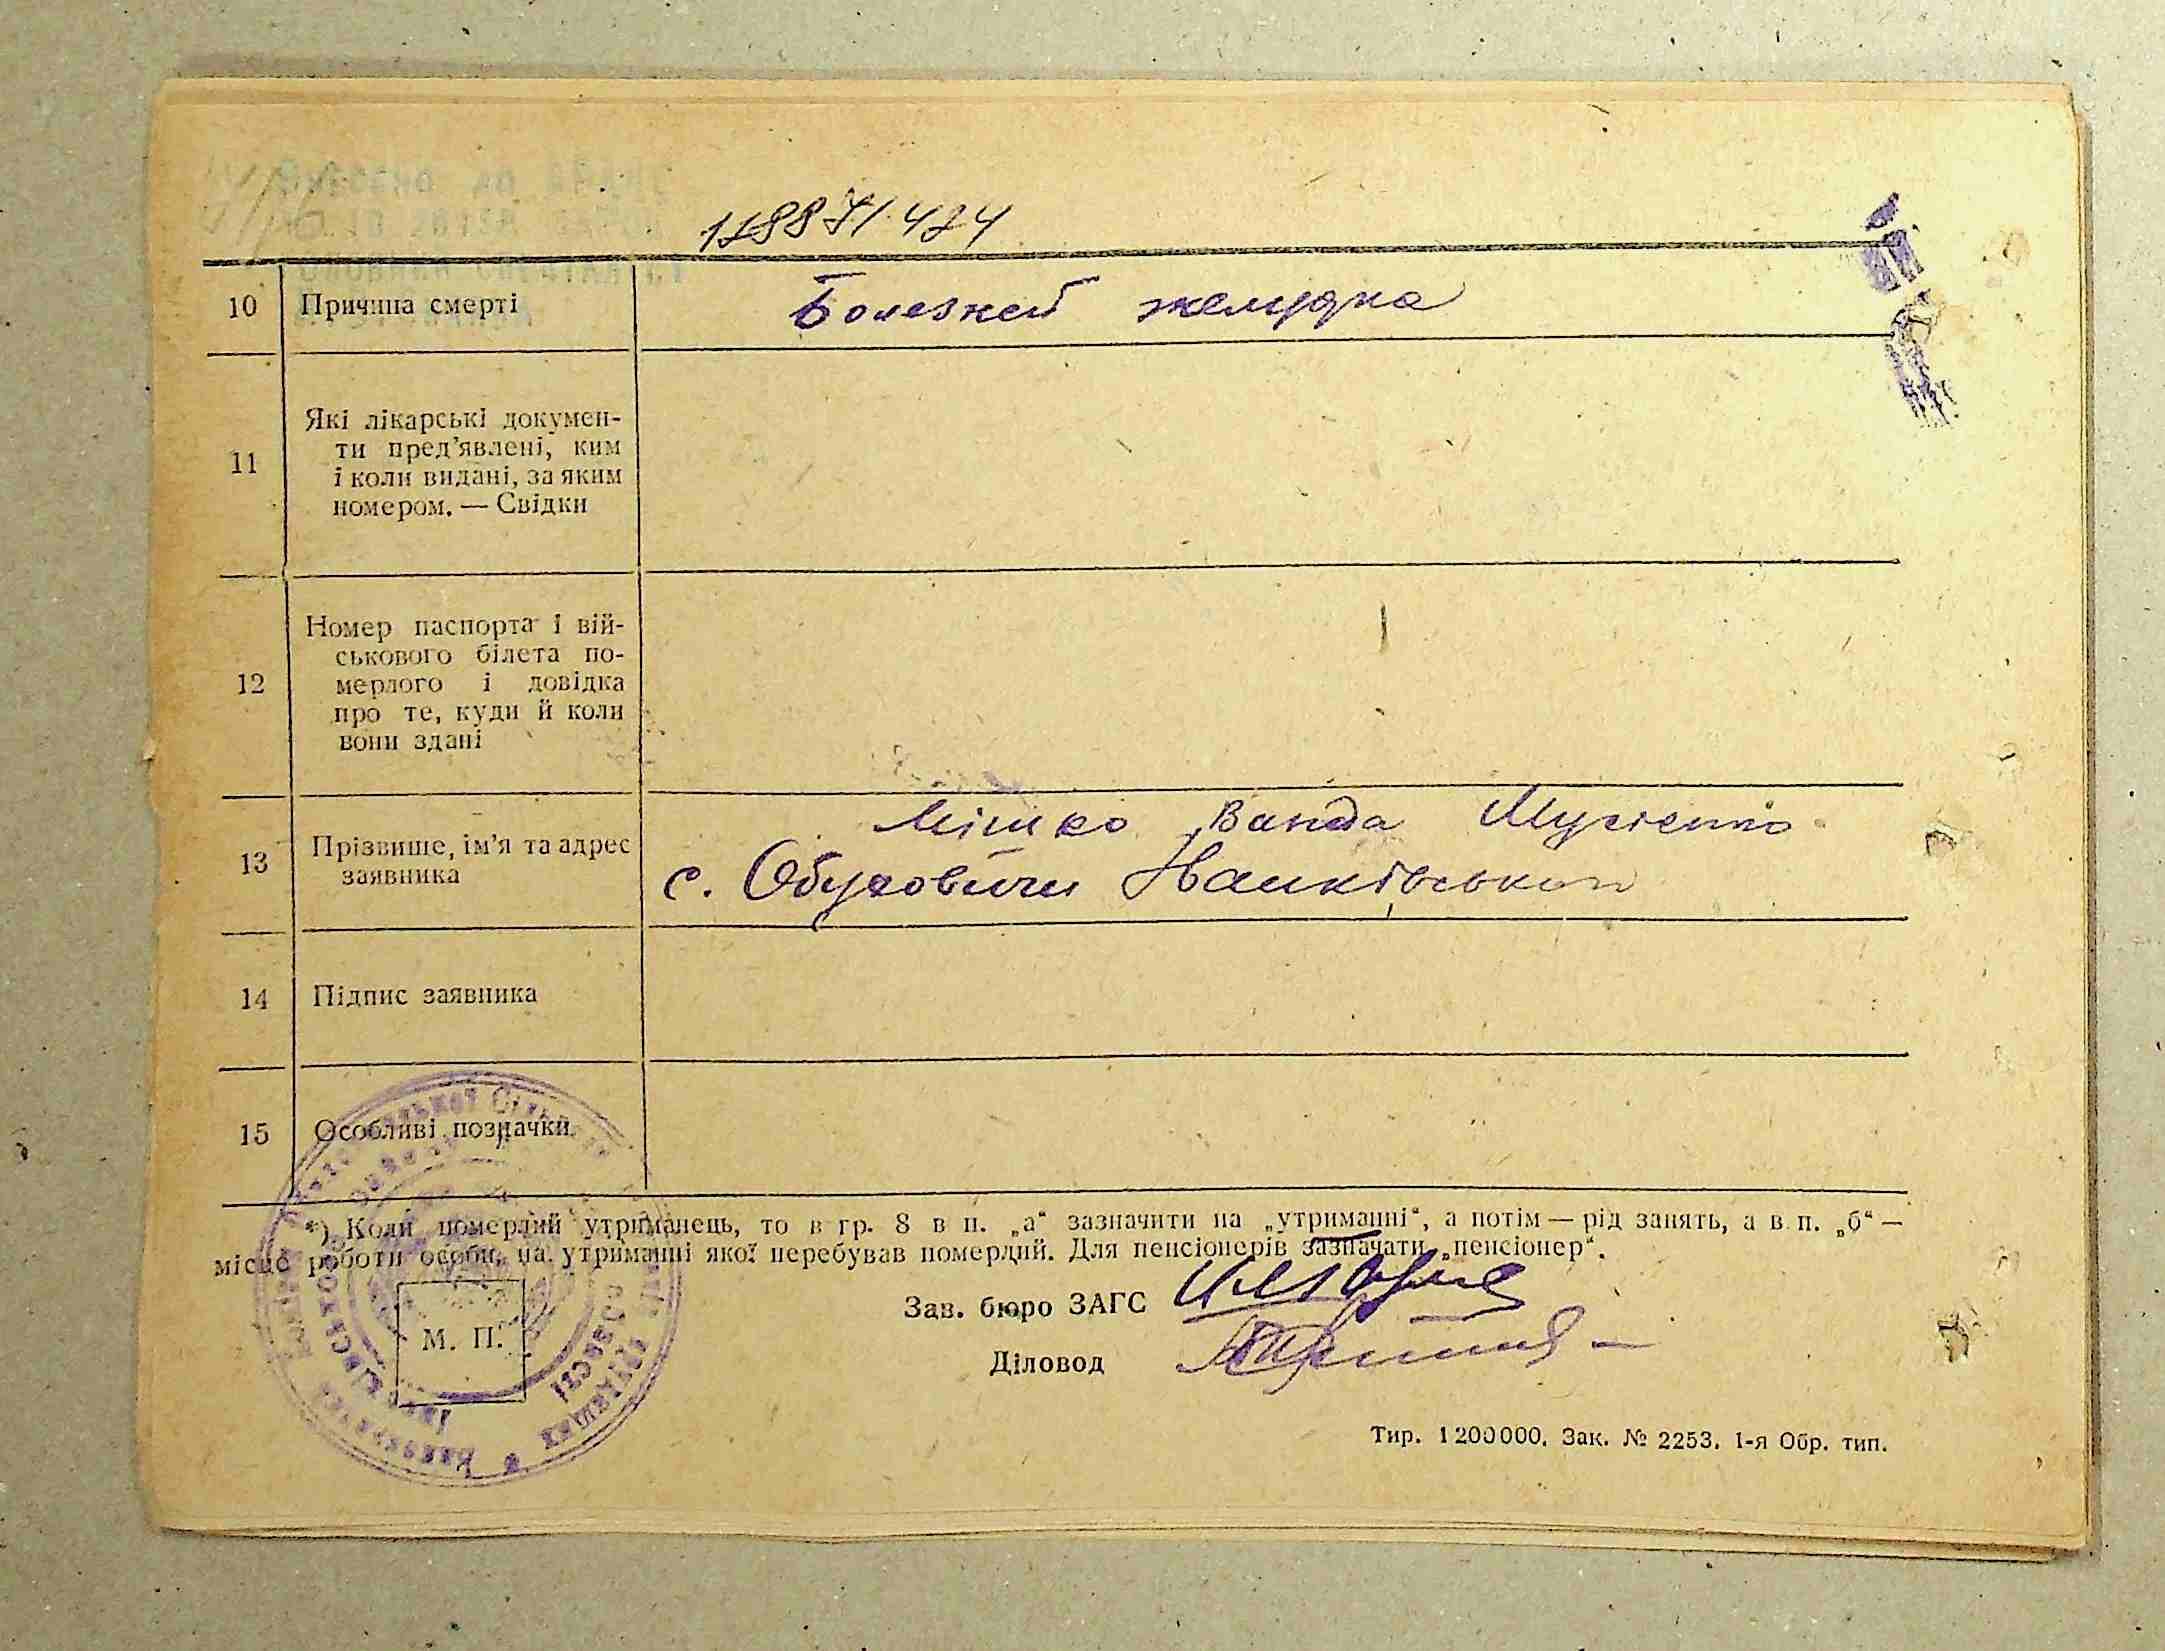 10 Причина смерті Болезней желудка
11 Які лікарські докумен-
ти пред'явлені, ким
і коли видані, за яким
номером. — Свідки
12 Номер паспорта і вій-
ськового білета по-
мерлого і довідка
про те, куди й коли
вони здані
13 Прізвище, ім'я та адрес
заявника
Ванда
с. Обуховичи
14 Підпис заявника
15 Особливі позначки
*) Коли померлий утриманець, то в гр. 8 в п. „а“ зазначити на „утриманні“, а потім — рід занять, а в п. „б“ —
місце роботи особи, на утриманні якої перебував померлий. Для пенсіонерів зазначати „пенсіонер“.
Зав. бюро ЗАГС
М. П.
Діловод
Тир. 1200000. Зак. № 2253. 1-я Обр. тип.